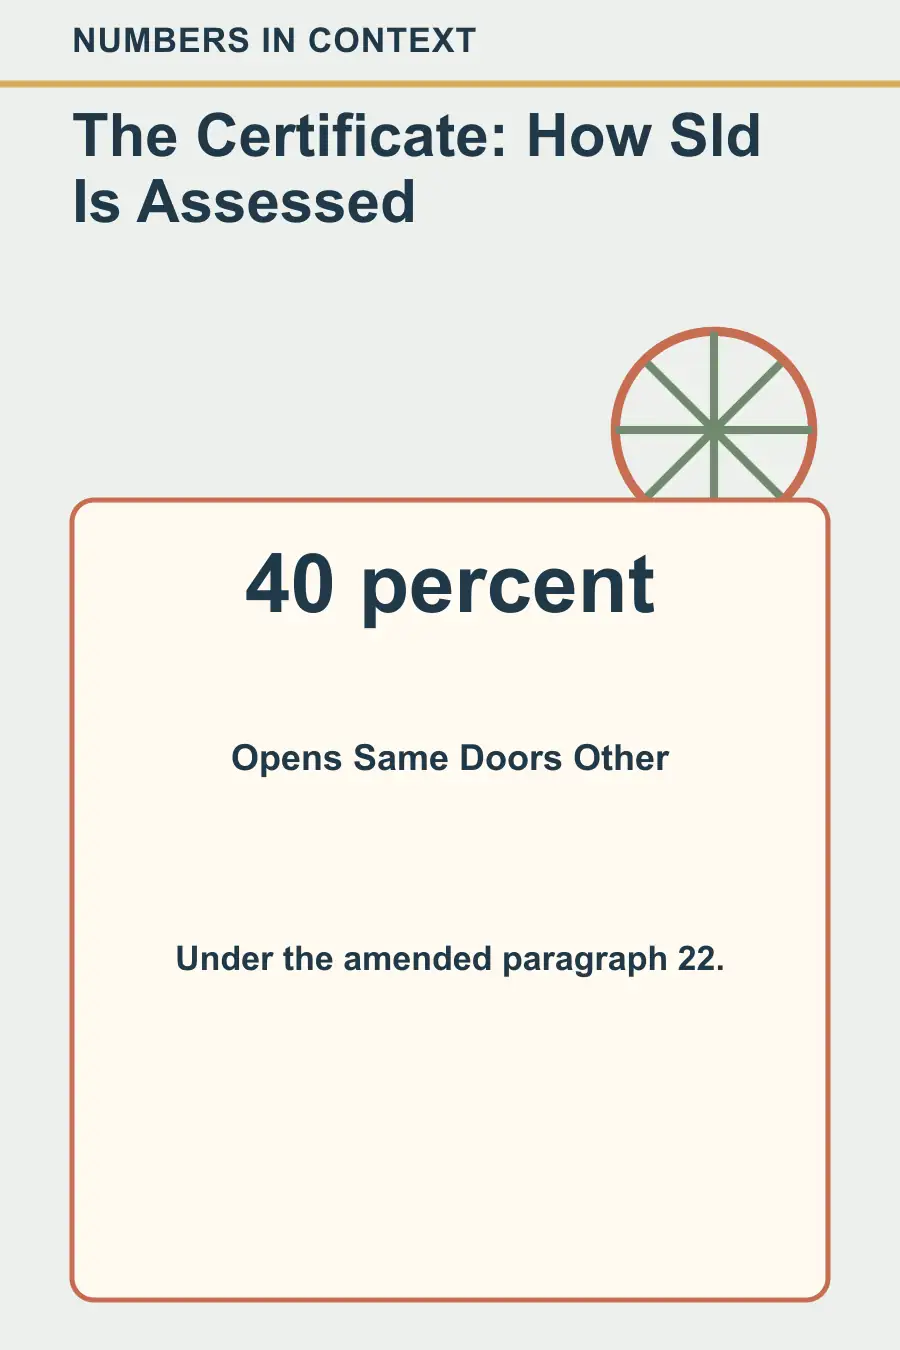 NUMBERS IN CONTEXT
The Certificate: How Sld
Is Assessed
40 percent
Opens Same Doors Other
Under the amended paragraph 22.